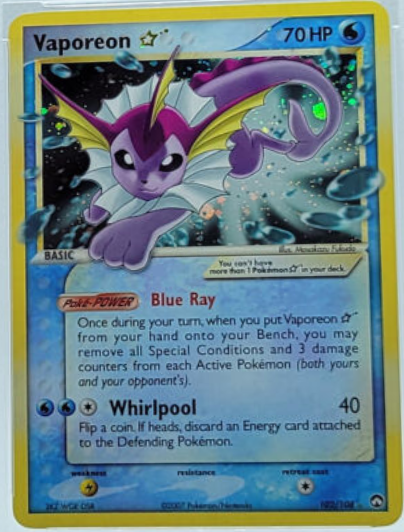 Vaporeon ☆ 70 HP
Illus. Masakazu Fukuda
BASIC
You can't have
more than 1 Pokémon ☆ in your deck.
Poké-POWER Blue Ray
Once during your turn, when you put Vaporeon ☆
from your hand onto your Bench, you may
remove all Special Conditions and 3 damage
counters from each Active Pokémon (both yours
and your opponent's).
Whirlpool 40
Flip a coin. If heads, discard an Energy card attached
to the Defending Pokémon.
weakness resistance retreat cost
©2007 Pokémon/Nintendo
102/108